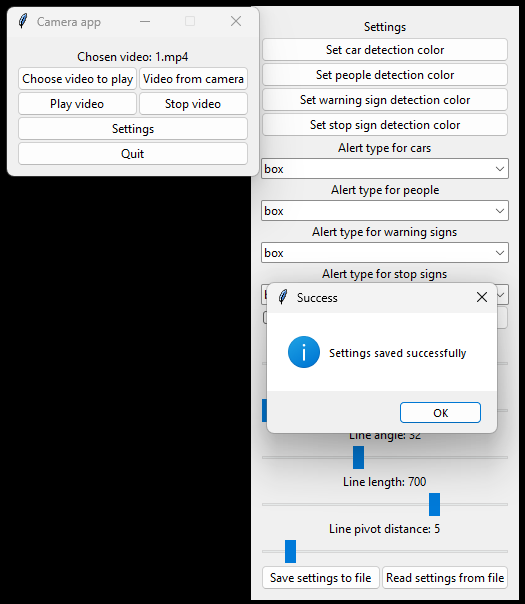 Camera app
Chosen video: 1.mp4
Choose video to play
Video from camera
Play video
Stop video
Settings
Quit
Settings
Set car detection color
Set people detection color
Set warning sign detection color
Set stop sign detection color
Alert type for cars
box
Alert type for people
box
Alert type for warning signs
box
Alert type for stop signs
Success
Settings saved successfully
OK
Line angle: 32
Line length: 700
Line pivot distance: 5
Save settings to file
Read settings from file